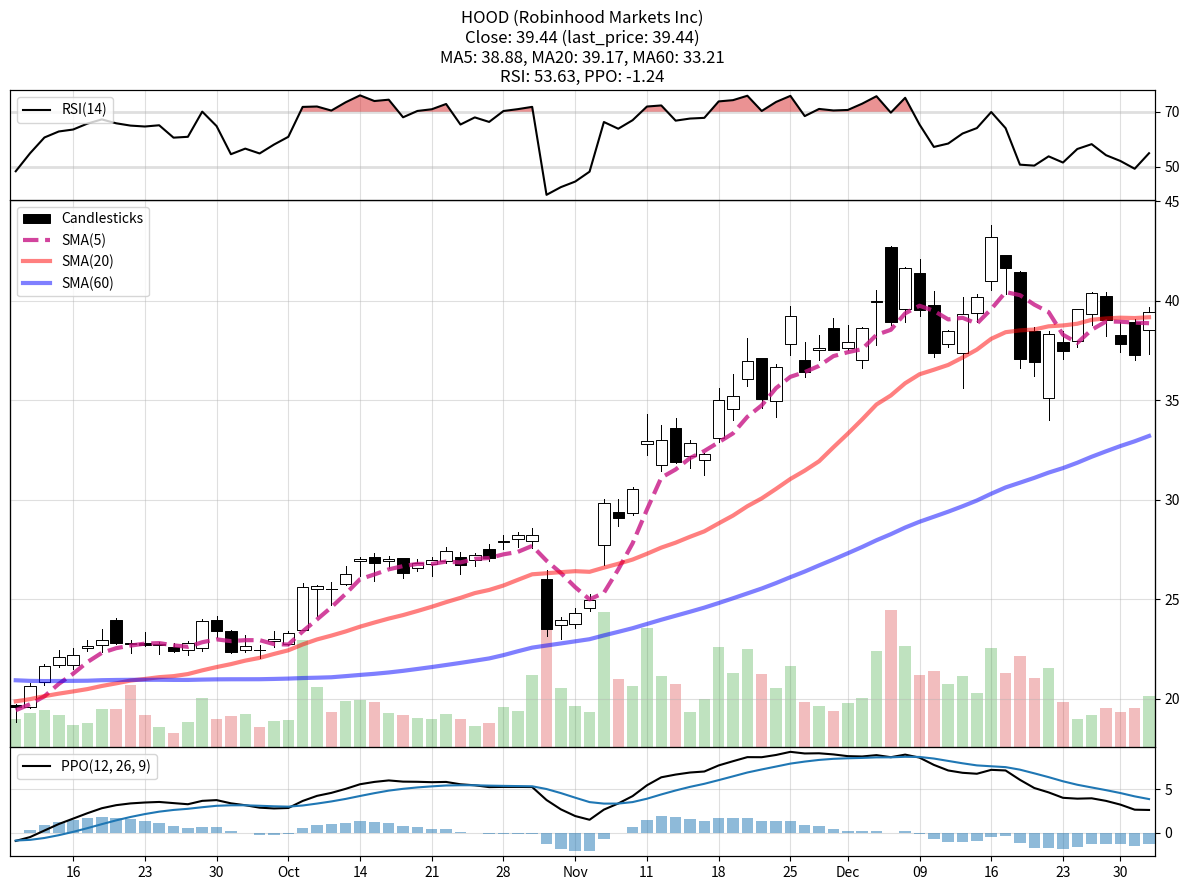 HOOD (Robinhood Markets Inc)
Close: 39.44 (last_price: 39.44)
MA5: 38.88, MA20: 39.17, MA60: 33.21
RSI: 53.63, PPO: -1.24
RSI(14)
70
50
Candlesticks
SMA(5)
SMA(20)
SMA(60)
45
40
35
30
25
20
PPO(12, 26, 9)
5
0
16 23 30 Oct 14 21 28 Nov 11 18 25 Dec 09 16 23 30